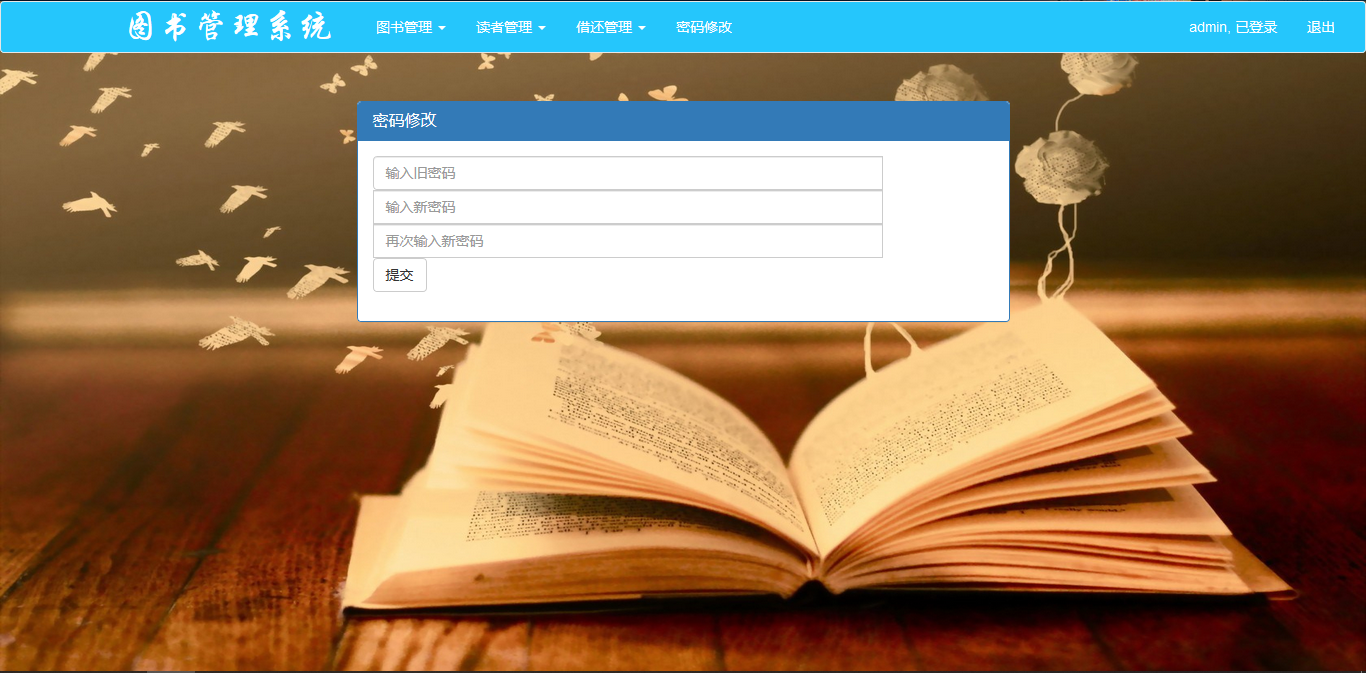 图书管理系统 图书管理 读者管理 借还管理 密码修改 admin, 已登录 退出
密码修改
输入旧密码
输入新密码
再次输入新密码
提交